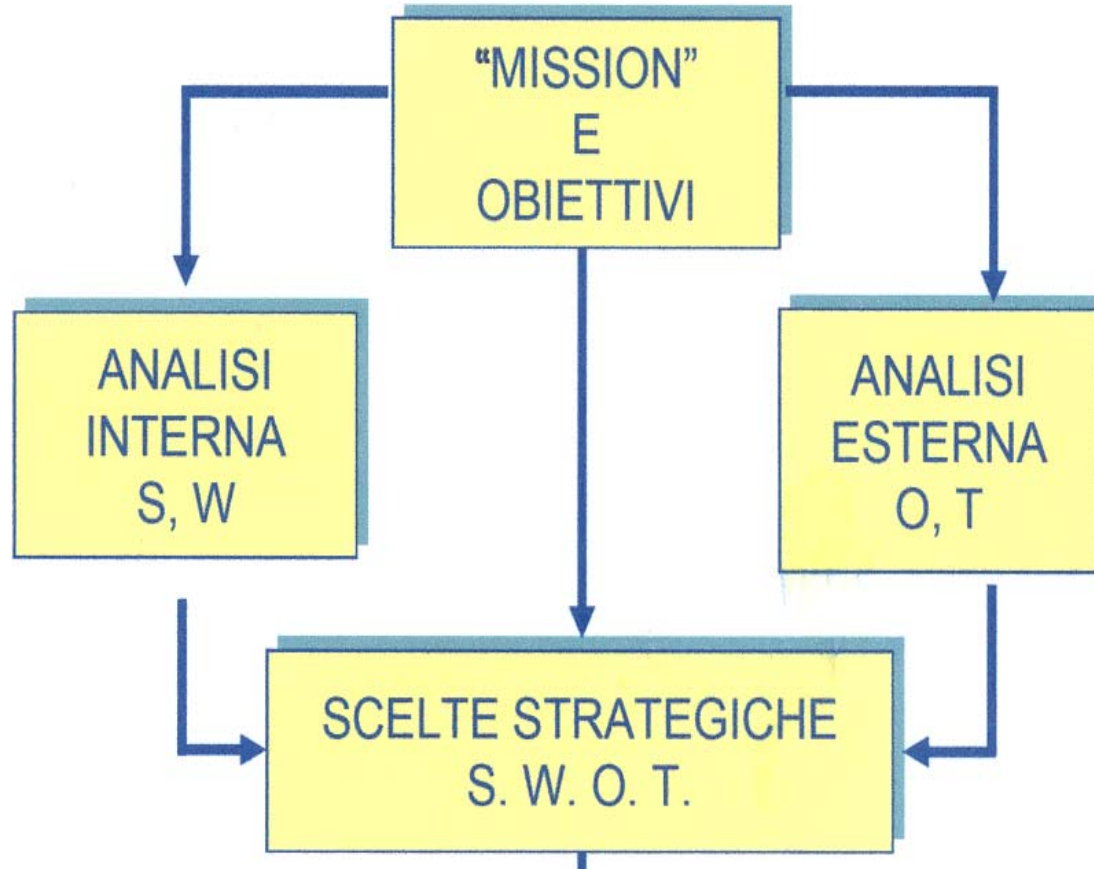 “MISSION”
E
OBIETTIVI
ANALISI
INTERNA
S, W
ANALISI
ESTERNA
O, T
SCELTE STRATEGICHE
S. W. O. T.